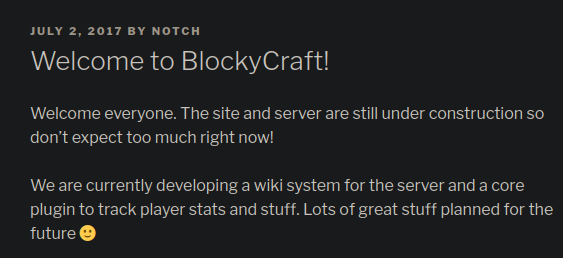 JULY 2, 2017 BY NOTCH
Welcome to BlockyCraft!
Welcome everyone. The site and server are still under construction so
don't expect too much right now!
We are currently developing a wiki system for the server and a core
plugin to track player stats and stuff. Lots of great stuff planned for the
future 🙂